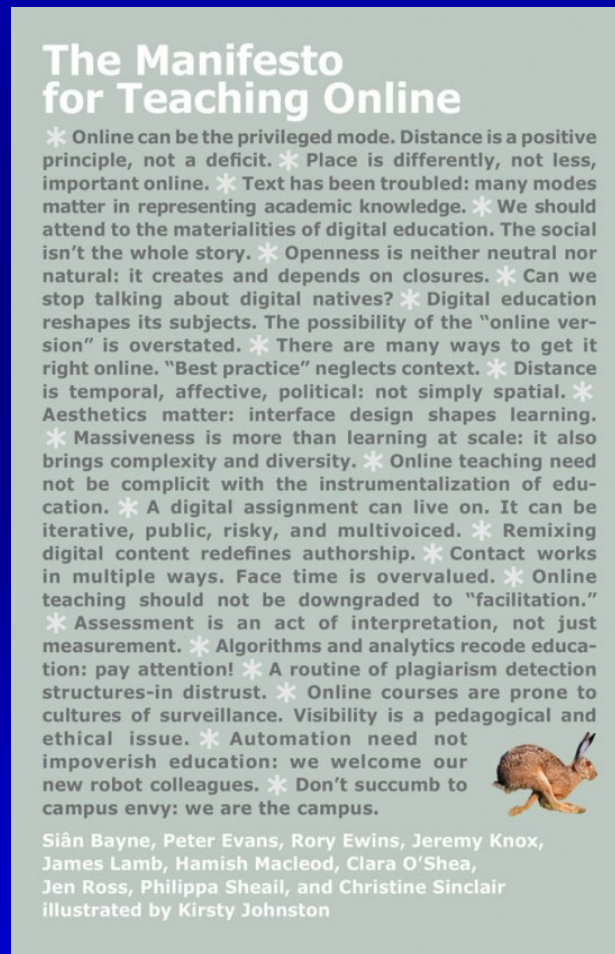 The Manifesto
for Teaching Online
* Online can be the privileged mode. Distance is a positive
principle, not a deficit. * Place is differently, not less,
important online. * Text has been troubled: many modes
matter in representing academic knowledge. * We should
attend to the materialities of digital education. The social
isn't the whole story. * Openness is neither neutral nor
natural: it creates and depends on closures. * Can we
stop talking about digital natives? * Digital education
reshapes its subjects. The possibility of the “online ver-
sion” is overstated. * There are many ways to get it
right online. “Best practice” neglects context. * Distance
is temporal, affective, political: not simply spatial. *
Aesthetics matter: interface design shapes learning.
* Massiveness is more than learning at scale: it also
brings complexity and diversity. * Online teaching need
not be complicit with the instrumentalization of edu-
cation. * A digital assignment can live on. It can be
iterative, public, risky, and multivoiced. * Remixing
digital content redefines authorship. * Contact works
in multiple ways. Face time is overvalued. * Online
teaching should not be downgraded to “facilitation.”
* Assessment is an act of interpretation, not just
measurement. * Algorithms and analytics recode educa-
tion: pay attention! * A routine of plagiarism detection
structures-in distrust. * Online courses are prone to
cultures of surveillance. Visibility is a pedagogical and
ethical issue. * Automation need not
impoverish education: we welcome our
new robot colleagues. * Don't succumb to
campus envy: we are the campus.
Siân Bayne, Peter Evans, Rory Ewins, Jeremy Knox,
James Lamb, Hamish Macleod, Clara O'Shea,
Jen Ross, Philippa Sheail, and Christine Sinclair
illustrated by Kirsty Johnston